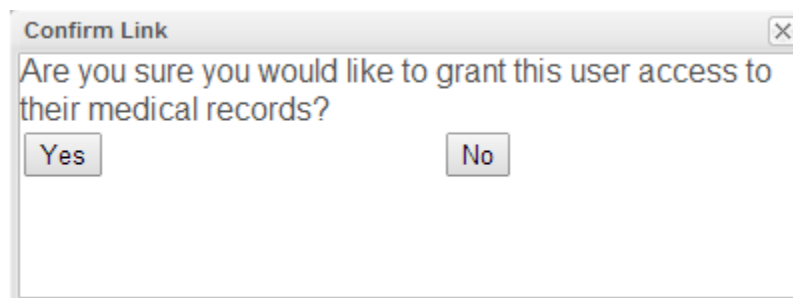 Confirm Link
Are you sure you would like to grant this user access to
their medical records?
Yes No